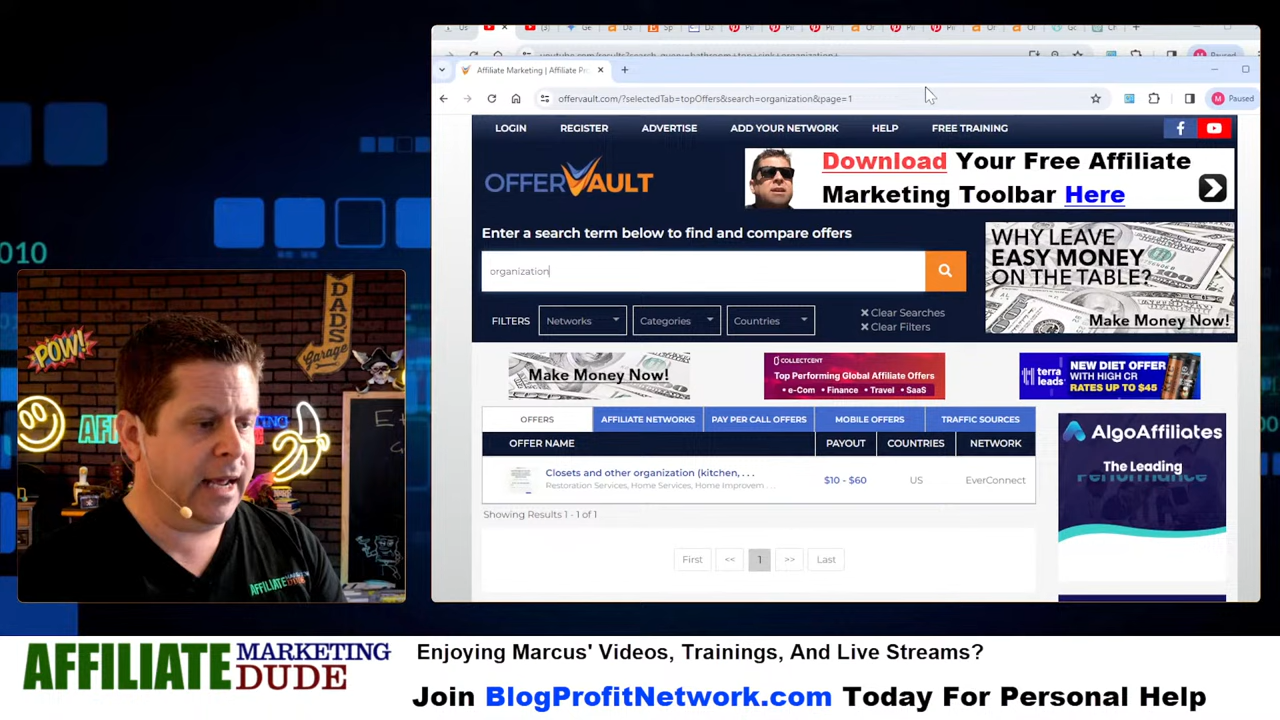 Affiliate Marketing | Affiliate Pr
offervault.com/?selectedTab=topOffers&search=organization&page=1
Paused
LOGIN REGISTER ADVERTISE ADD YOUR NETWORK HELP FREE TRAINING
OFFERVAULT
Download Your Free Affiliate
Marketing Toolbar Here
Enter a search term below to find and compare offers
organization
WHY LEAVE
EASY MONEY
ON THE TABLE?
Make Money Now!
FILTERS Networks Categories Countries
Clear Searches
Clear Filters
Make Money Now!
COLLECTCENT
Top Performing Global Affiliate Offers
• e-Com • Finance • Travel • SaaS
terra leads
NEW DIET OFFER
WITH HIGH CR
RATES UP TO $45
OFFERS AFFILIATE NETWORKS PAY PER CALL OFFERS MOBILE OFFERS TRAFFIC SOURCES
OFFER NAME PAYOUT COUNTRIES NETWORK
Closets and other organization (kitchen, . . .
Restoration Services, Home Services, Home Improvem . . .
$10 - $60 US EverConnect
Showing Results 1 - 1 of 1
First << 1 >> Last
AlgoAffiliates
The Leading
Performance
010
POW!
DADS
Garage
AFFILIATE
AFFILIATE MARKETING DUDE
Enjoying Marcus' Videos, Trainings, And Live Streams?
Join BlogProfitNetwork.com Today For Personal Help